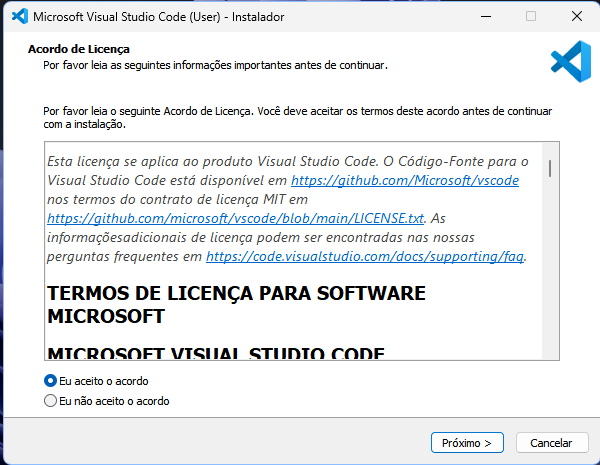 Microsoft Visual Studio Code (User) - Instalador
Acordo de Licença
Por favor leia as seguintes informações importantes antes de continuar.
Por favor leia o seguinte Acordo de Licença. Você deve aceitar os termos deste acordo antes de continuar
com a instalação.
Esta licença se aplica ao produto Visual Studio Code. O Código-Fonte para o
Visual Studio Code está disponível em https://github.com/Microsoft/vscode
nos termos do contrato de licença MIT em
https://github.com/microsoft/vscode/blob/main/LICENSE.txt. As
informaçõesadicionais de licença podem ser encontradas nas nossas
perguntas frequentes em https://code.visualstudio.com/docs/supporting/faq.
TERMOS DE LICENÇA PARA SOFTWARE
MICROSOFT
MICROSOFT VISUAL STUDIO CODE
Eu aceito o acordo
Eu não aceito o acordo
Próximo >
Cancelar